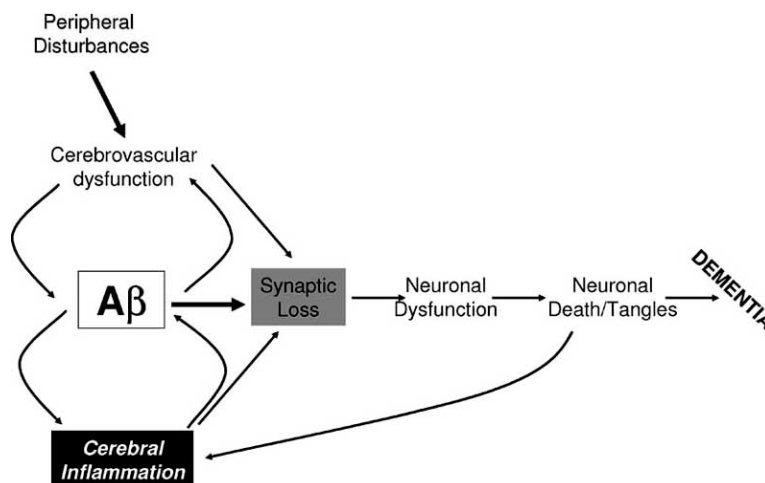 Peripheral
Disturbances
Cerebrovascular
dysfunction
Aβ
Synaptic
Loss
Neuronal
Dysfunction
Neuronal
Death/Tangles
DEMENTIA
Cerebral
Inflammation